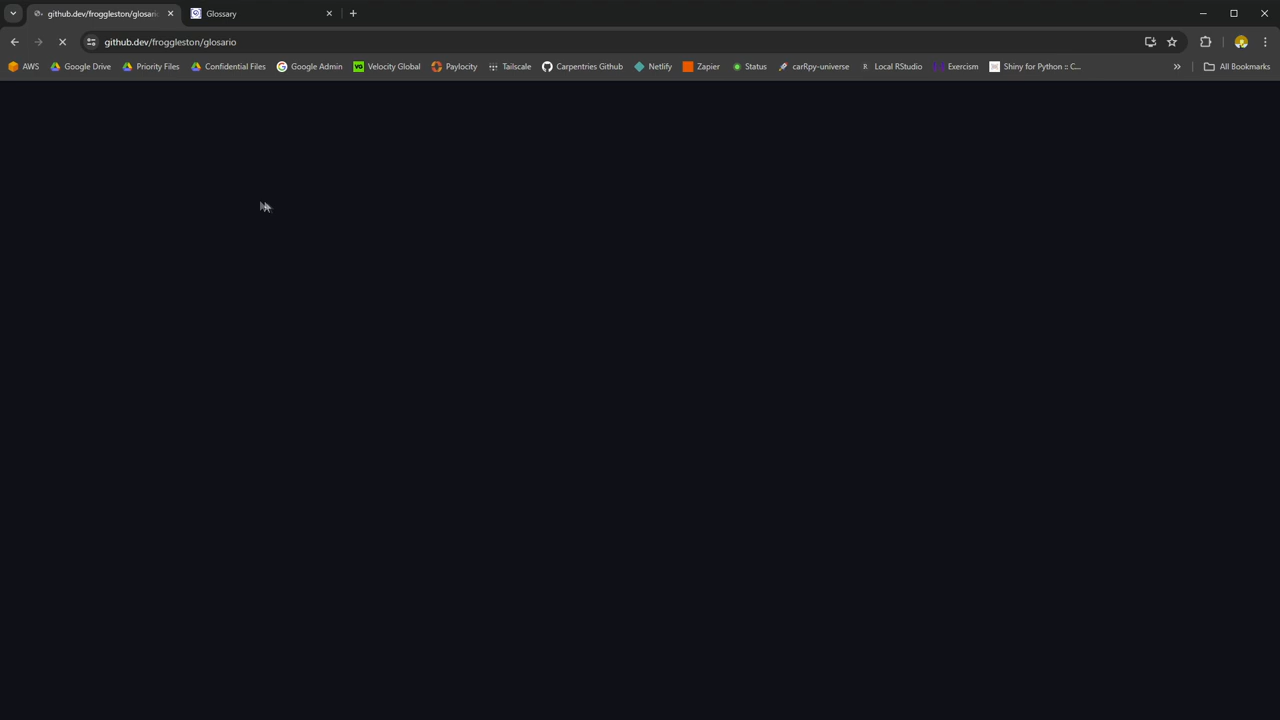 github.dev/froggleston/glosario
Glossary
github.dev/froggleston/glosario
AWS Google Drive Priority Files Confidential Files Google Admin Velocity Global Paylocity Tailscale Carpentries Github Netlify Zapier Status carRpy-universe R Local RStudio Exercism Shiny for Python :: C... All Bookmarks